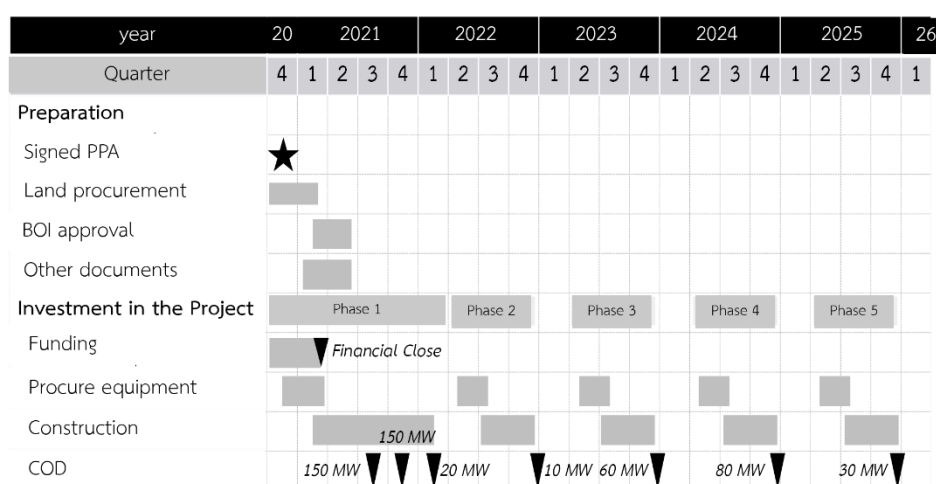 year 20 2021 2022 2023 2024 2025 26
Quarter 4 1 2 3 4 1 2 3 4 1 2 3 4 1 2 3 4 1 2 3 4 1
Preparation
Signed PPA
Land procurement
BOI approval
Other documents
Investment in the Project Phase 1 Phase 2 Phase 3 Phase 4 Phase 5
Funding Financial Close
Procure equipment
Construction
150 MW
COD 150 MW 20 MW 10 MW 60 MW 80 MW 30 MW